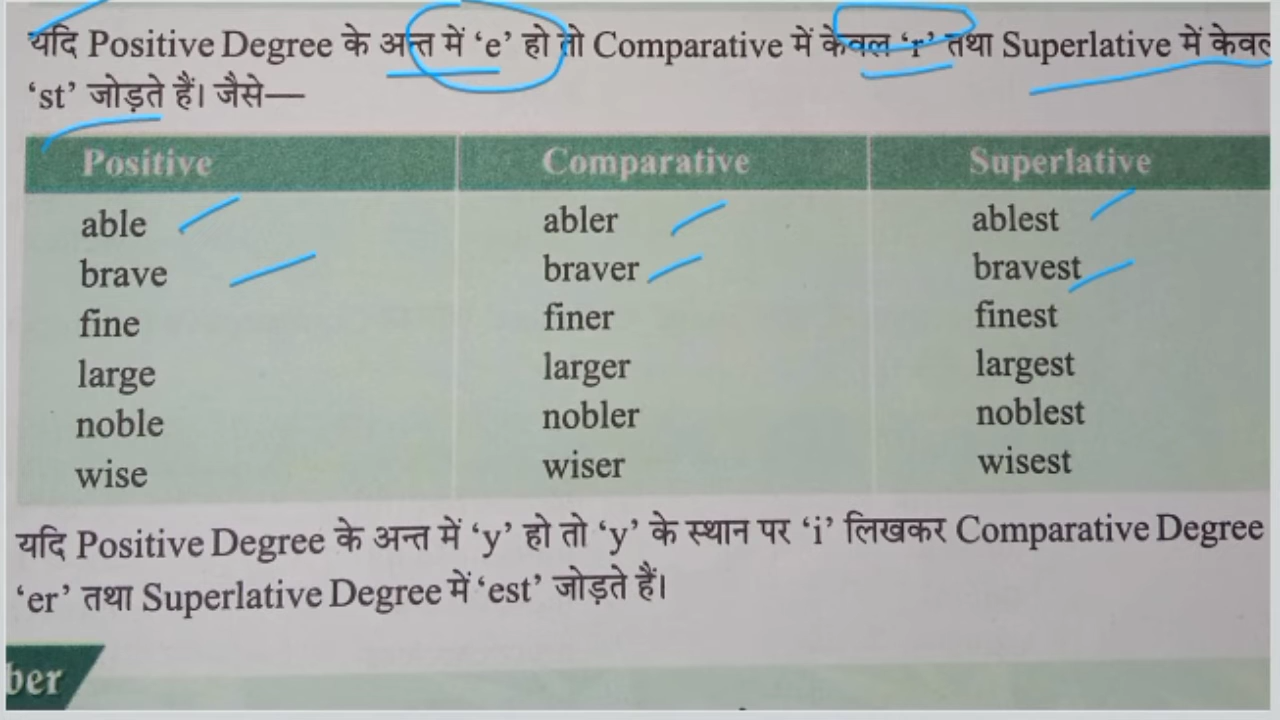 यदि Positive Degree के अन्त में ‘e’ हो तो Comparative में केवल ‘r’ तथा Superlative में केवल
‘st’ जोड़ते हैं। जैसे—
Positive Comparative Superlative
able abler ablest
brave braver bravest
fine finer finest
large larger largest
noble nobler noblest
wise wiser wisest
यदि Positive Degree के अन्त में ‘y’ हो तो ‘y’ के स्थान पर ‘i’ लिखकर Comparative Degree
‘er’ तथा Superlative Degree में ‘est’ जोड़ते हैं।
ber